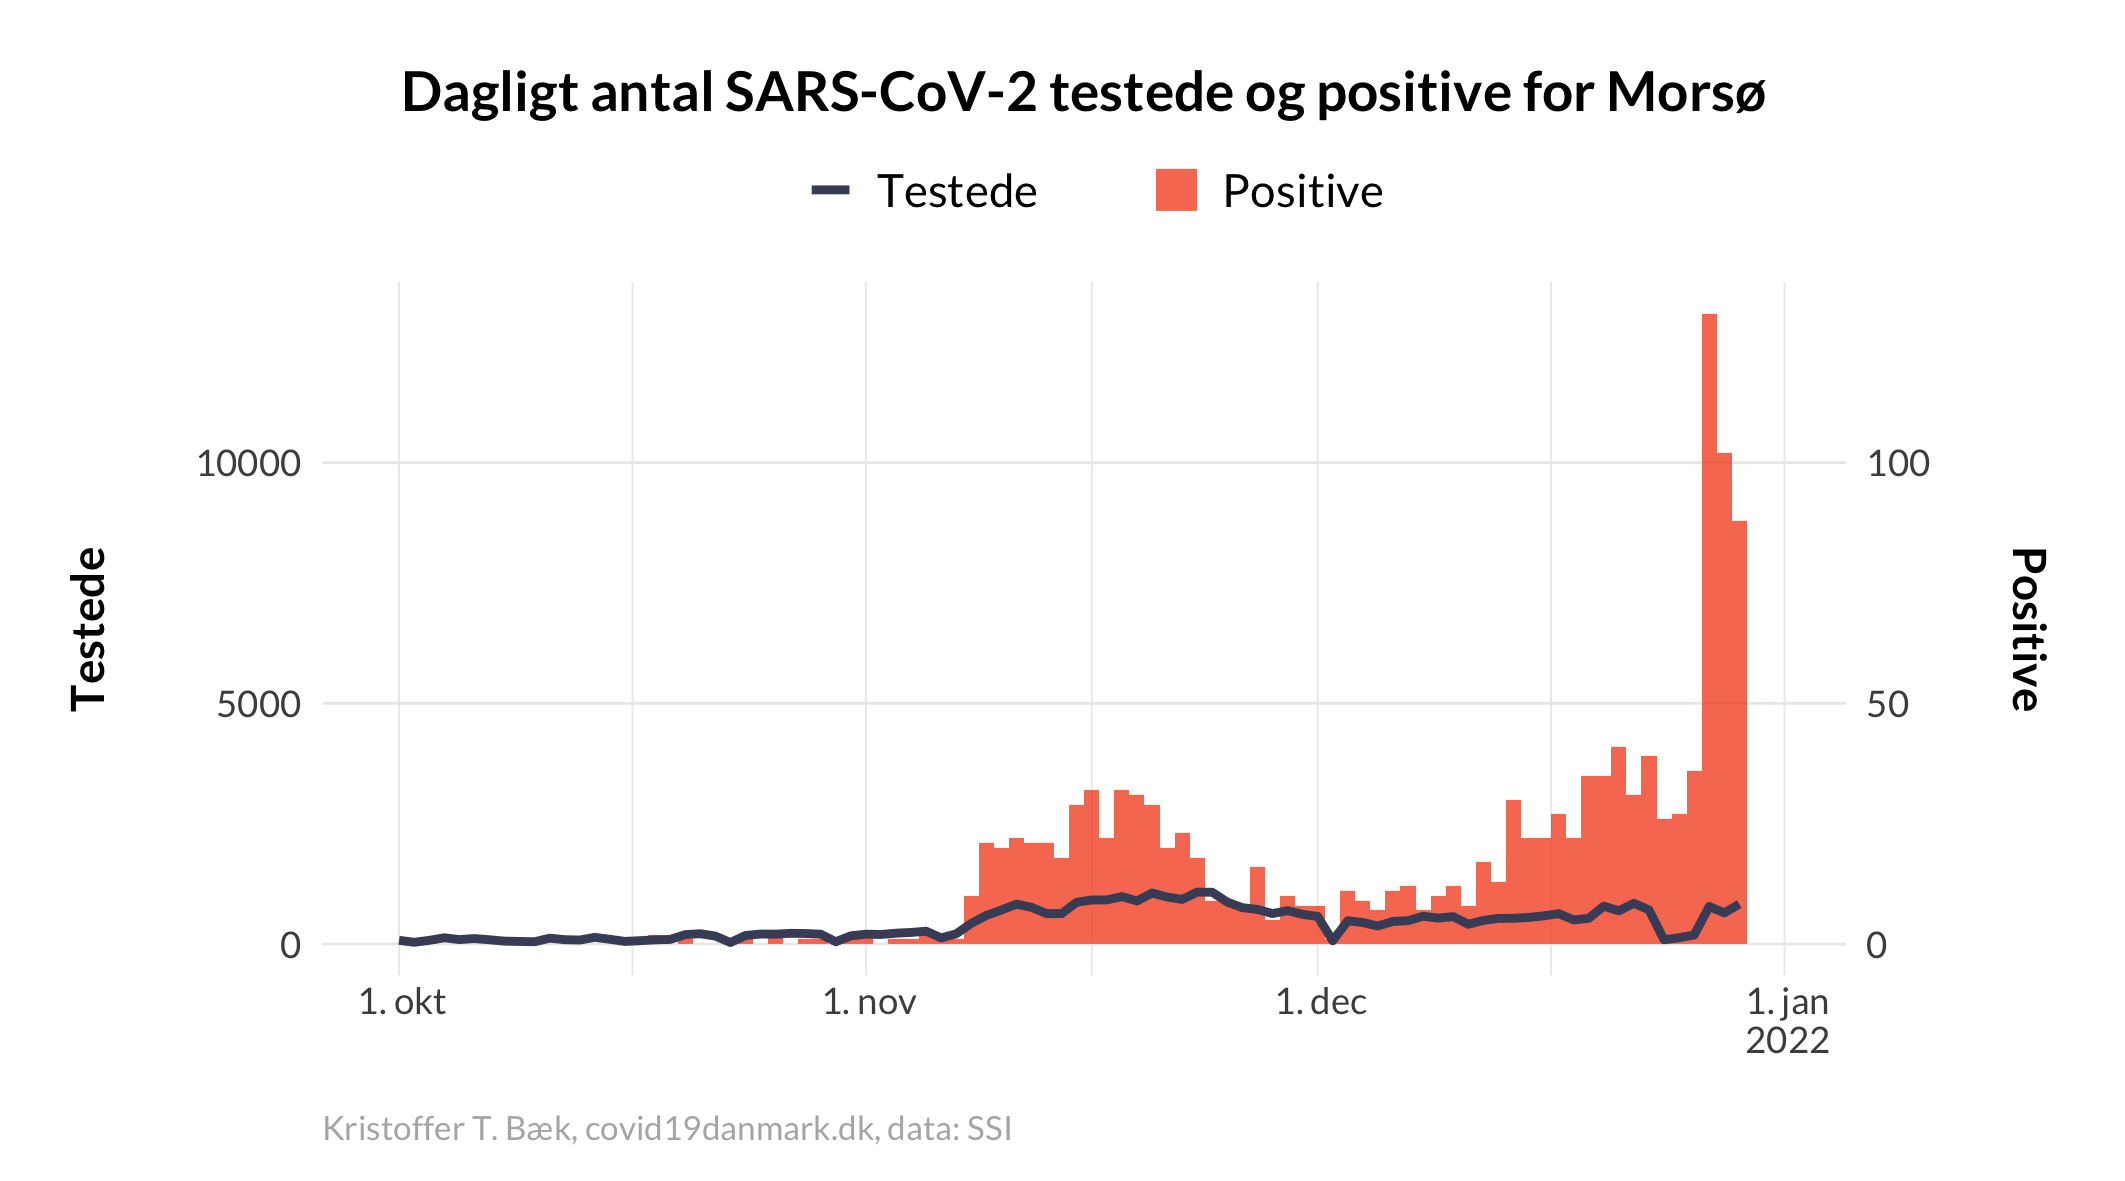 Dagligt antal SARS-CoV-2 testede og positive for Morsø
Testede
Positive
Testede
10000
5000
0
100
50
0
Positive
1. okt
1. nov
1. dec
1. jan
2022
Kristoffer T. Bæk, covid19danmark.dk, data: SSI